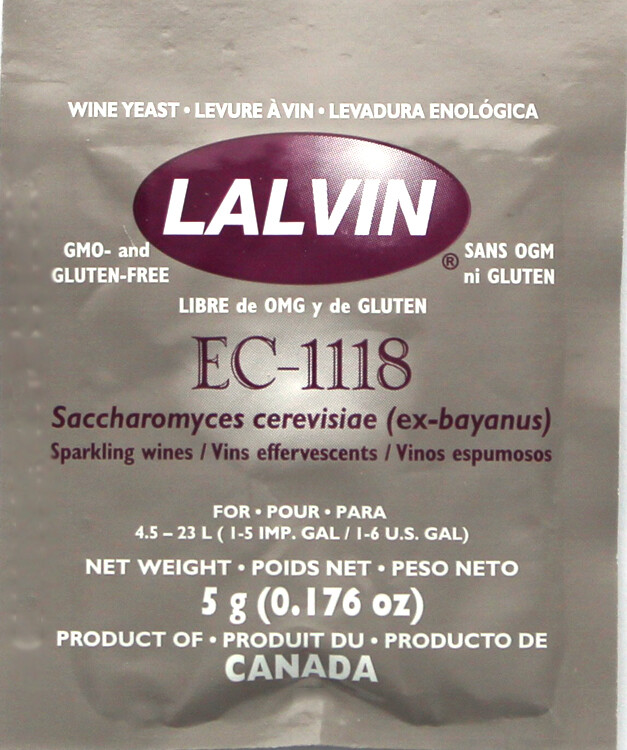 WINE YEAST • LEVURE À VIN • LEVADURA ENOLÓGICA
LALVIN®
GMO- and
GLUTEN-FREE
SANS OGM
ni GLUTEN
LIBRE de OMG y de GLUTEN
EC-1118
Saccharomyces cerevisiae (ex-bayanus)
Sparkling wines / Vins effervescents / Vinos espumosos
FOR • POUR • PARA
4.5 – 23 L ( 1-5 IMP. GAL / 1-6 U.S. GAL)
NET WEIGHT • POIDS NET • PESO NETO
5 g (0.176 oz)
PRODUCT OF • PRODUIT DU • PRODUCTO DE
CANADA